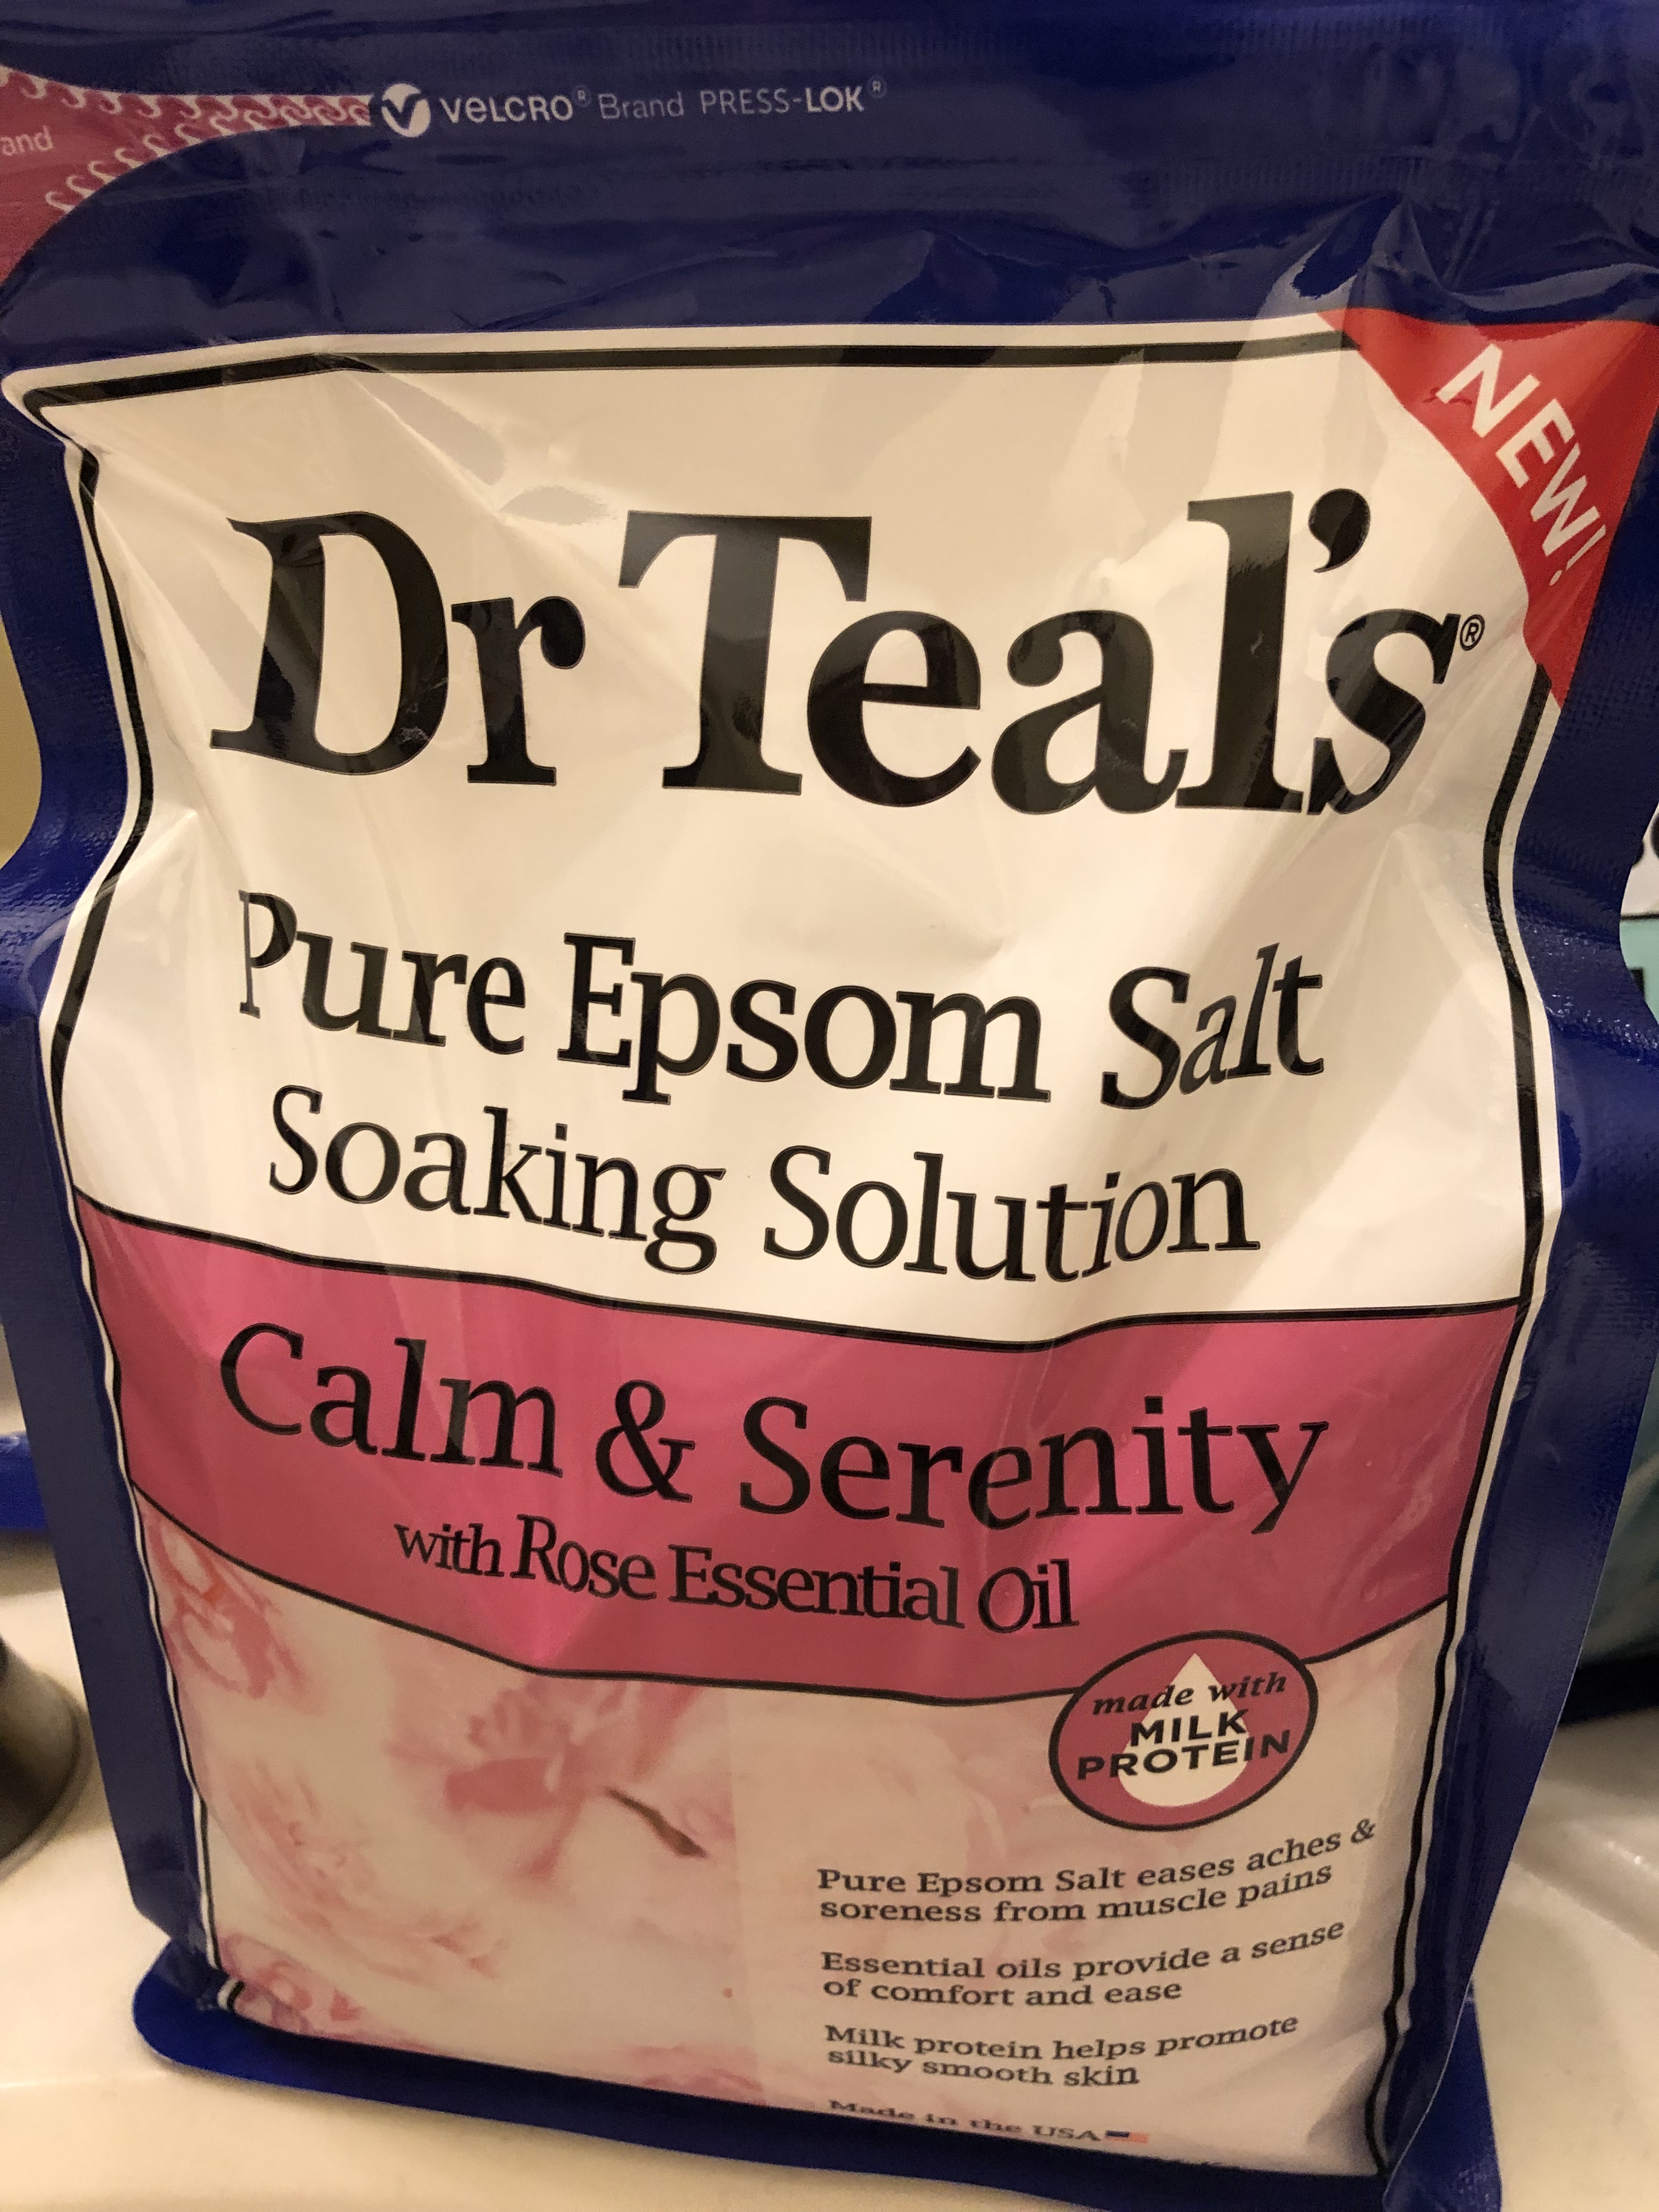 and
VELCRO® Brand PRESS-LOK®
NEW!
Dr Teal's®
Pure Epsom Salt
Soaking Solution
Calm & Serenity
with Rose Essential Oil
made with
MILK
PROTEIN
Pure Epsom Salt eases aches &
soreness from muscle pains
Essential oils provide a sense
of comfort and ease
Milk protein helps promote
silky smooth skin
Made in the USA